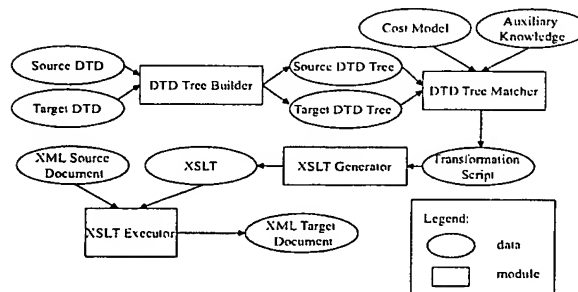 Cost Model
Auxiliary
Knowledge
Source DTD
Target DTD
DTD Tree Builder
Source DTD Tree
Target DTD Tree
DTD Tree Matcher
XML Source
Document
XSLT
XSLT Generator
Transformation
Script
XSLT Executor
XML Target
Document
Legend:
data
module